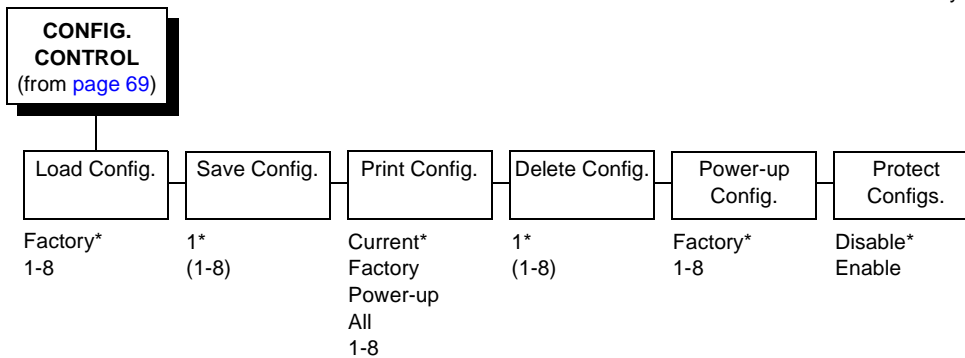 CONFIG.
CONTROL
(from page 69)
Load Config.
Save Config.
Print Config.
Delete Config.
Power-up
Config.
Protect
Configs.
Factory*
1-8
1*
(1-8)
Current*
Factory
Power-up
All
1-8
1*
(1-8)
Factory*
1-8
Disable*
Enable